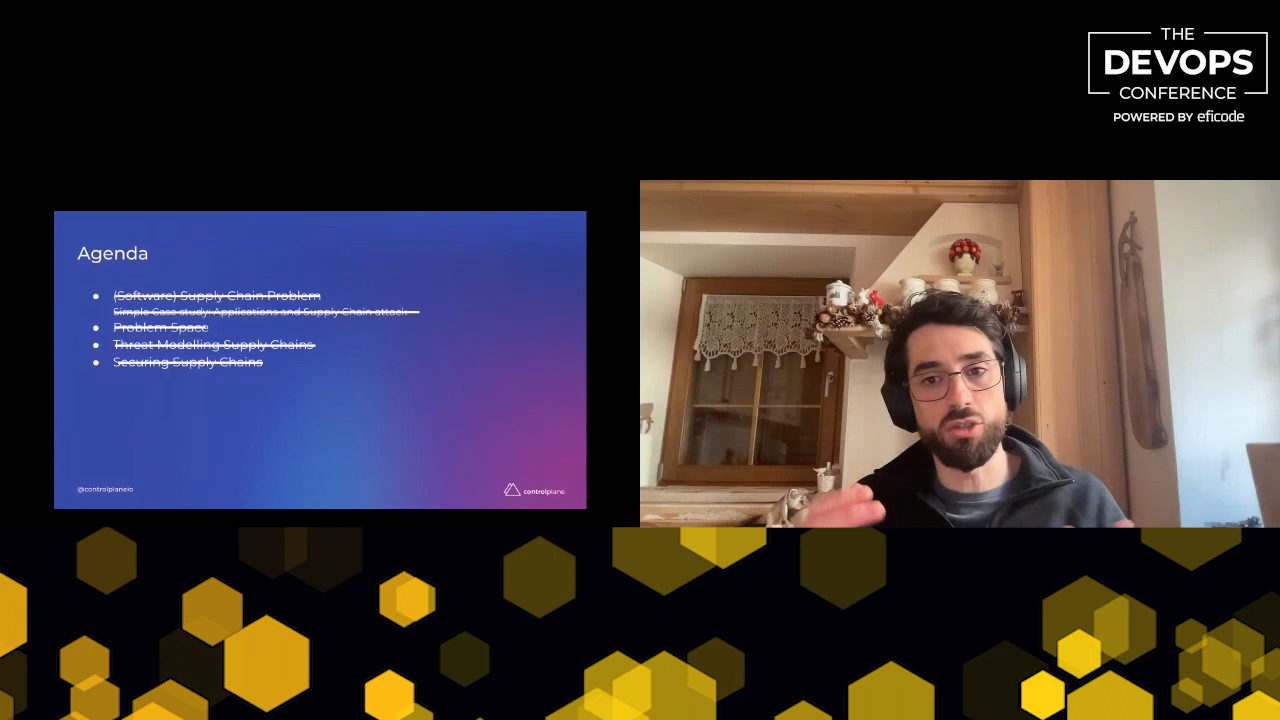 THE
DEVOPS
CONFERENCE
POWERED BY eficode
Agenda
(Software) Supply Chain Problem
Simple Case study: Applications and Supply Chain attack
Problem Space
Threat Modelling Supply Chains
Securing Supply Chains
@controlplaneio
controlplane